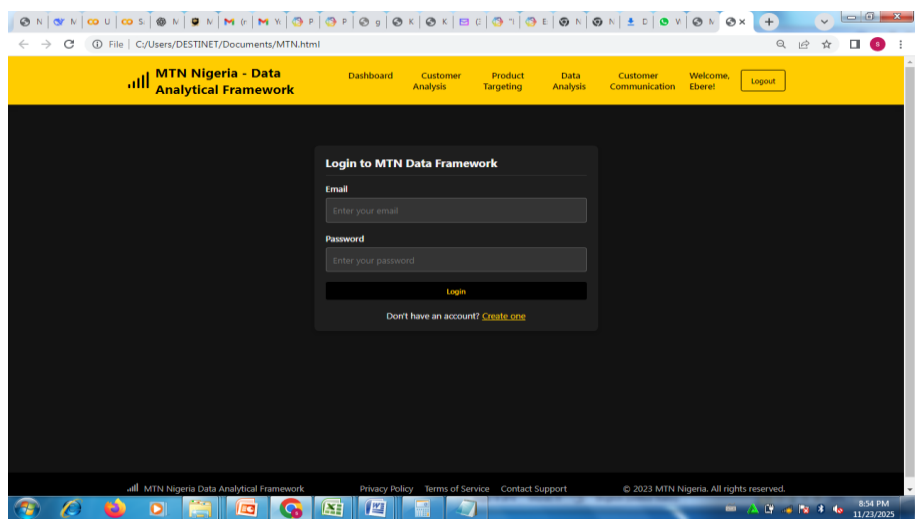 File | C:/Users/DESTINET/Documents/MTN.html
MTN Nigeria - Data
Analytical Framework
Dashboard
Customer
Analysis
Product
Targeting
Data
Analysis
Customer
Communication
Welcome,
Ebere!
Logout
Login to MTN Data Framework
Email
Enter your email
Password
Enter your password
Login
Don't have an account? Create one
MTN Nigeria Data Analytical Framework
Privacy Policy Terms of Service Contact Support
© 2023 MTN Nigeria. All rights reserved.
8:54 PM
11/23/2025